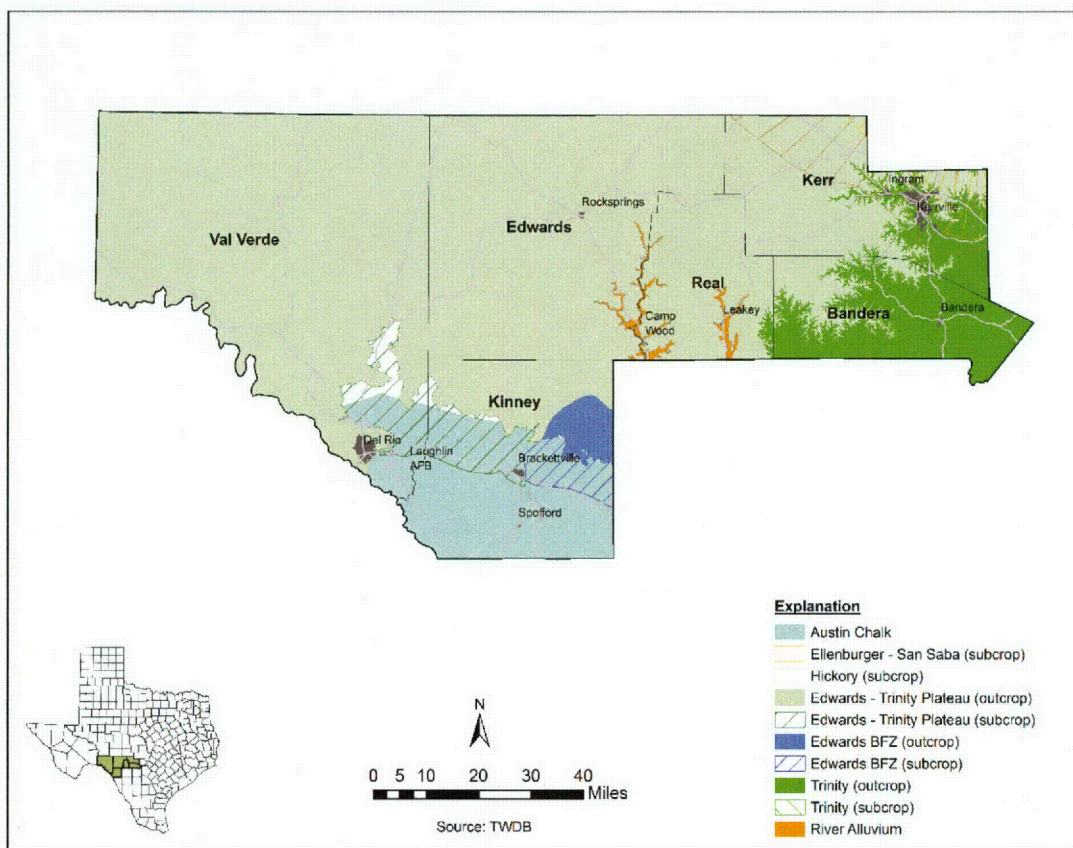 Kerr
Ingram
Kerrville
Rocksprings
Val Verde
Edwards
Real
Leakey
Bandera
Bandera
Camp
Wood
Kinney
Del Rio
Laughlin
AFB
Brackettville
Spofford
Explanation
Austin Chalk
Ellenburger - San Saba (subcrop)
Hickory (subcrop)
Edwards - Trinity Plateau (outcrop)
Edwards - Trinity Plateau (subcrop)
Edwards BFZ (outcrop)
Edwards BFZ (subcrop)
Trinity (outcrop)
Trinity (subcrop)
River Alluvium
N
0 5 10 20 30 40
Miles
Source: TWDB